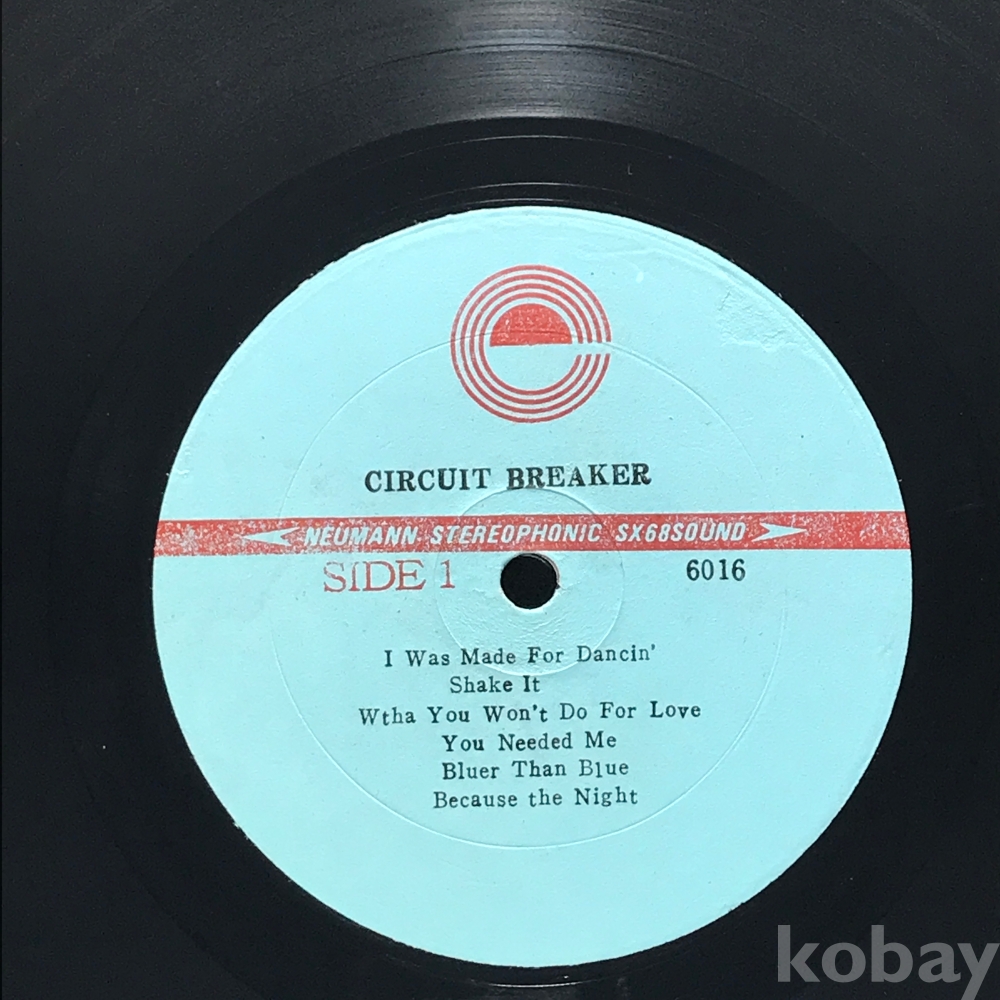 CIRCUIT BREAKER
NEUMANN STEREOPHONIC SX68SOUND
SIDE 1 6016
I Was Made For Dancin'
Shake It
Wtha You Won't Do For Love
You Needed Me
Bluer Than Blue
Because the Night
kobay